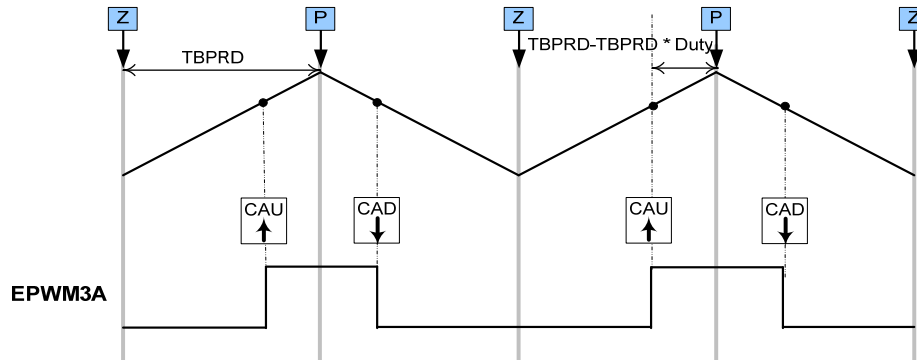 Z P Z P Z
TBPRD TBPRD-TBPRD * Duty
CAU CAD CAU CAD
EPWM3A